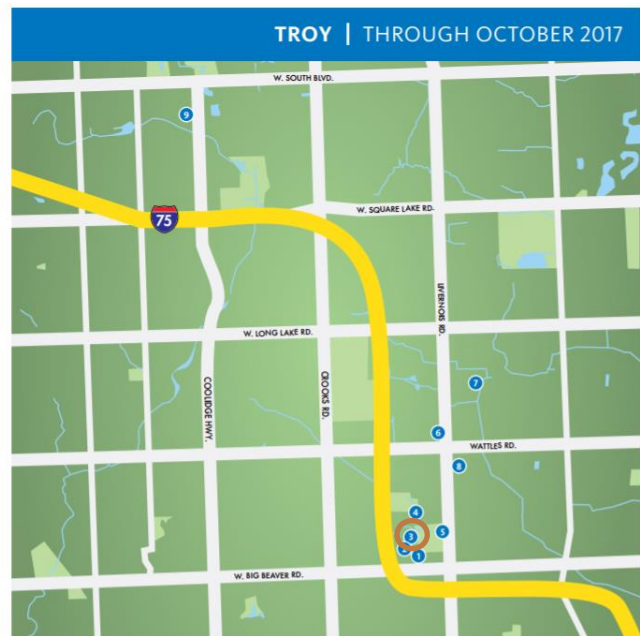 TROY | THROUGH OCTOBER 2017
W. SOUTH BLVD.
9
W. SQUARE LAKE RD.
75
LIVERNOIS RD.
W. LONG LAKE RD.
COOLIDGE HWY.
CROOKS RD.
7
6
WATTLES RD.
8
4
5
3
2
1
W. BIG BEAVER RD.